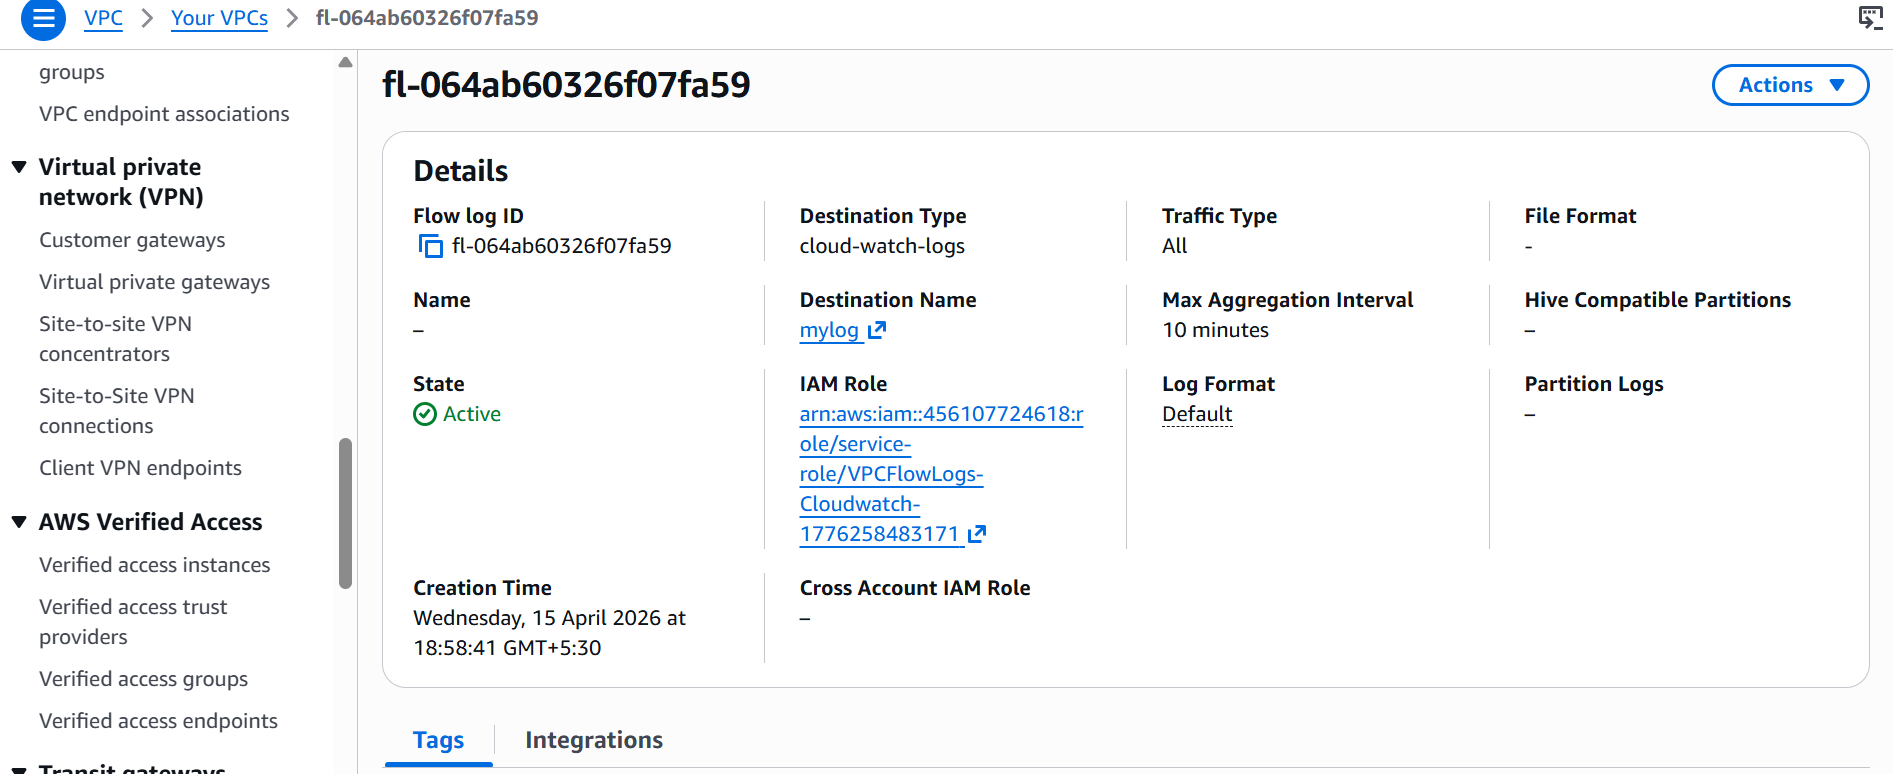 VPC > Your VPCs > fl-064ab60326f07fa59
groups
VPC endpoint associations
Virtual private
network (VPN)
Customer gateways
Virtual private gateways
Site-to-site VPN
concentrators
Site-to-Site VPN
connections
Client VPN endpoints
AWS Verified Access
Verified access instances
Verified access trust
providers
Verified access groups
Verified access endpoints
Transit gateways
fl-064ab60326f07fa59
Actions
Details
Flow log ID
fl-064ab60326f07fa59
Destination Type
cloud-watch-logs
Traffic Type
All
File Format
-
Name
–
Destination Name
mylog
Max Aggregation Interval
10 minutes
Hive Compatible Partitions
–
State
Active
IAM Role
arn:aws:iam::456107724618:r
ole/service-
role/VPCFlowLogs-
Cloudwatch-
1776258483171
Log Format
Default
Partition Logs
–
Creation Time
Wednesday, 15 April 2026 at
18:58:41 GMT+5:30
Cross Account IAM Role
–
Tags
Integrations